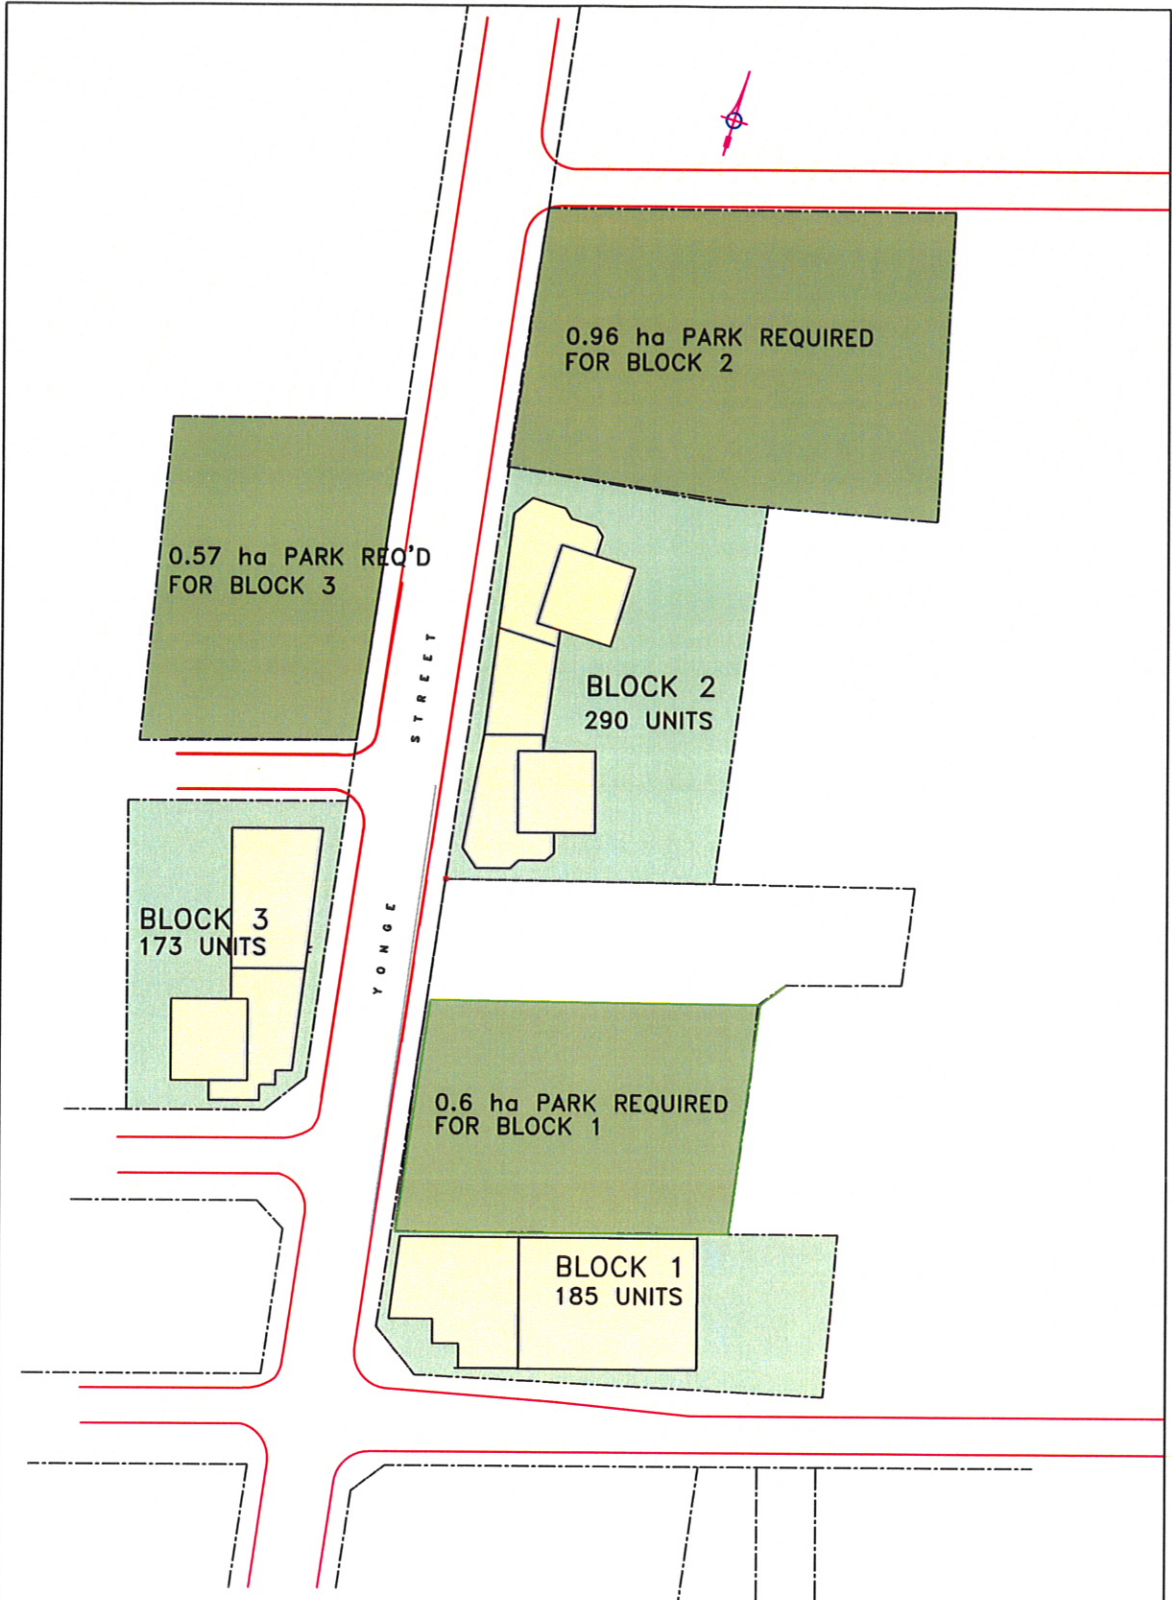 0.96 ha PARK REQUIRED
FOR BLOCK 2
0.57 ha PARK REQ'D
FOR BLOCK 3
YONGE STREET
BLOCK 2
290 UNITS
BLOCK 3
173 UNITS
0.6 ha PARK REQUIRED
FOR BLOCK 1
BLOCK 1
185 UNITS